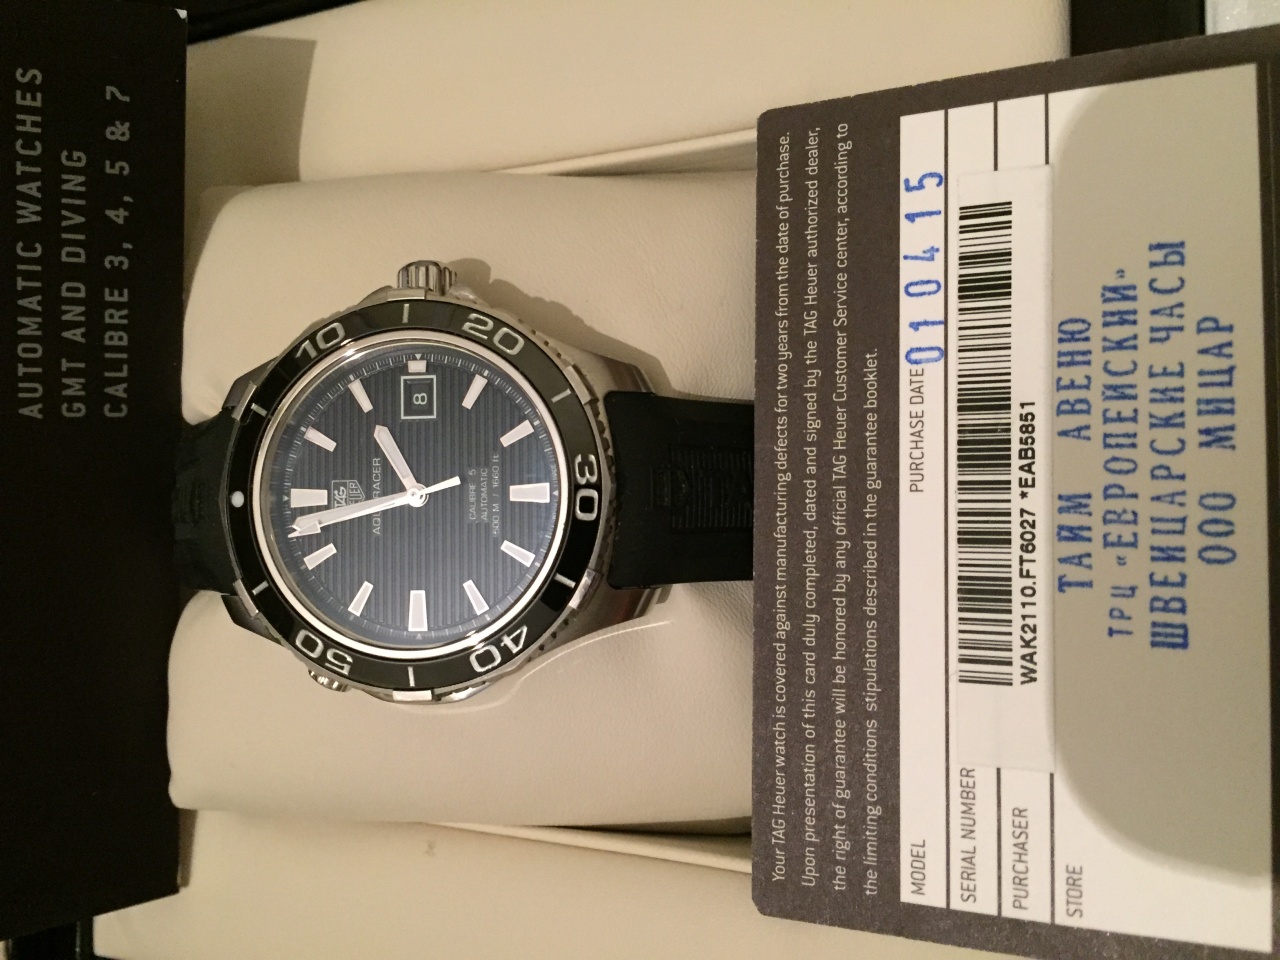 AUTOMATIC WATCHES
GMT AND DIVING
CALIBRE 3, 4, 5 & 7
10
20
30
40
50
8
TAG
HEUER
AQUARACER
CALIBRE 5
AUTOMATIC
500 M / 1660 ft.
Your TAG Heuer watch is covered against manufacturing defects for two years from the date of purchase.
Upon presentation of this card duly completed, dated and signed by the TAG Heuer authorized dealer,
the right of guarantee will be honored by any official TAG Heuer Customer Service center, according to
the limiting conditions stipulations described in the guarantee booklet.
MODEL PURCHASE DATE 010415
SERIAL NUMBER
PURCHASER WAK2110.FT6027 *EAB5851
STORE
ТАЙМ АВЕНЮ
ТРЦ «ЕВРОПЕЙСКИЙ»
ШВЕЙЦАРСКИЕ ЧАСЫ
ООО МИЦАР